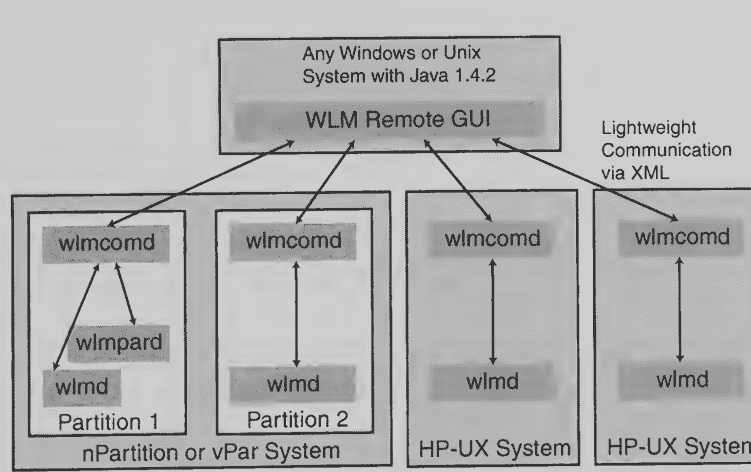 Any Windows or Unix
System with Java 1.4.2
WLM Remote GUI
Lightweight
Communication
via XML
wlmcomd
wlmcomd
wlmcomd
wlmcomd
wlmpard
wlmd
wlmd
wlmd
wlmd
Partition 1
Partition 2
nPartition or vPar System
HP-UX System
HP-UX System